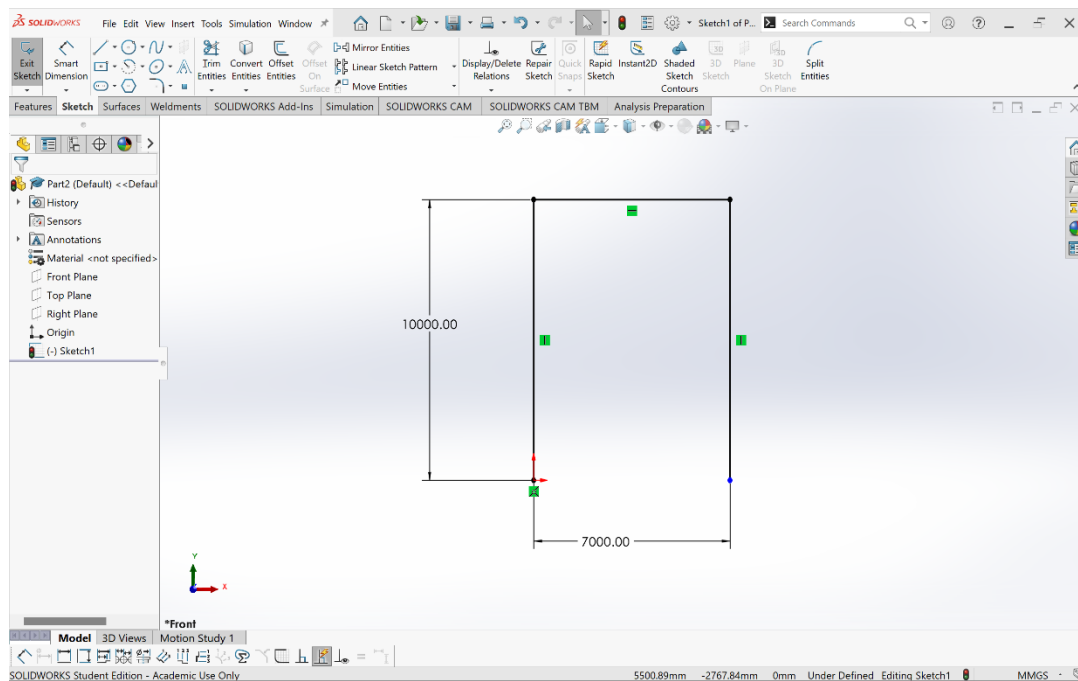 SOLIDWORKS File Edit View Insert Tools Simulation Window Sketch1 of P... Search Commands
Exit Sketch Smart Dimension Trim Entities Convert Entities Offset Entities Offset On Surface Mirror Entities Linear Sketch Pattern Move Entities Display/Delete Relations Repair Sketch Quick Snaps Rapid Sketch Instant2D Shaded Sketch Contours 3D Sketch Plane 3D Sketch On Plane Split Entities
Features Sketch Surfaces Weldments SOLIDWORKS Add-Ins Simulation SOLIDWORKS CAM SOLIDWORKS CAM TBM Analysis Preparation
Part2 (Default) <<Defaul
History
Sensors
Annotations
Material <not specified>
Front Plane
Top Plane
Right Plane
Origin
(-) Sketch1
10000.00
7000.00
Y
X
*Front
Model 3D Views Motion Study 1
SOLIDWORKS Student Edition - Academic Use Only 5500.89mm -2767.84mm 0mm Under Defined Editing Sketch1 MMGS